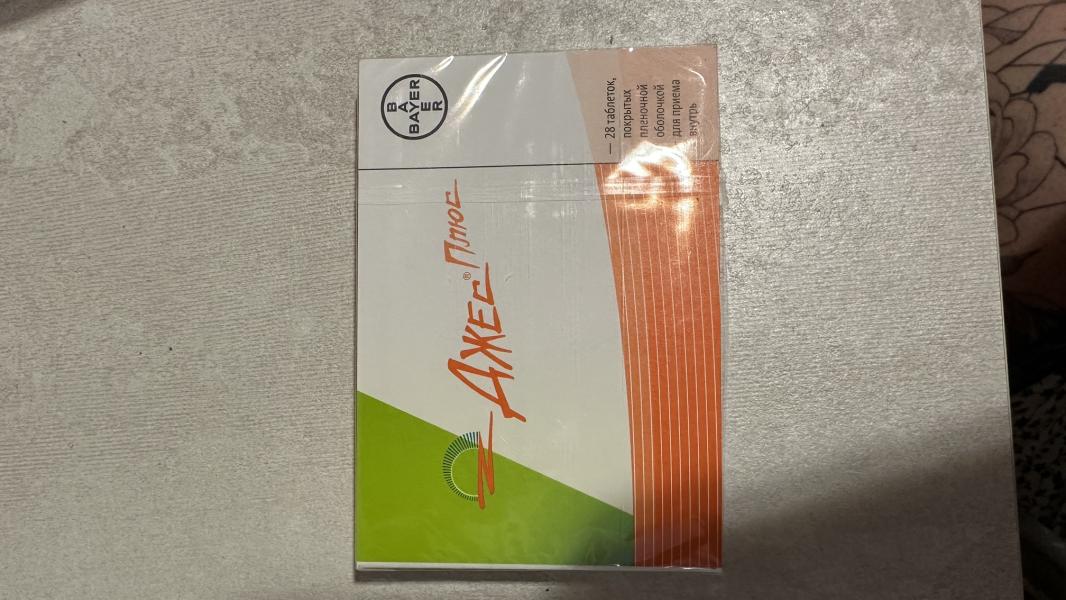 BAYER
BAYER
Джес® Плюс
— 28 таблеток,
покрытых
пленочной
оболочкой
для приема
внутрь